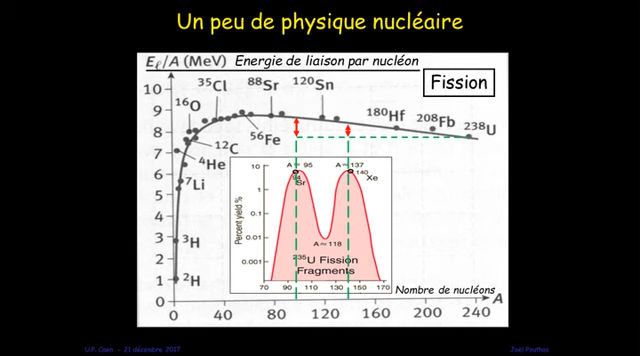 Un peu de physique nucléaire
Eℓ/A (MeV) Energie de liaison par nucléon
Fission
³⁵Cl ⁸⁸Sr ¹²⁰Sn
¹⁶O
¹⁸⁰Hf ²⁰⁸Fb ²³⁸U
⁵⁶Fe
¹²C
⁴He
⁷Li
³H
²H
10
9
8
7
6
5
4
3
2
1
0
0 40 80 120 160 200 240 A
Nombre de nucléons
Percent yield %
10
1
0.1
0.01
0.001
A ≈ 95 A ≈ 137
⁹⁴Sr
¹⁴⁰Xe
A ≈ 118
²³⁵U Fission
Fragments
70 90 110 130 150 170
U.P. Caen - 21 décembre 2017
Joël Pouthas